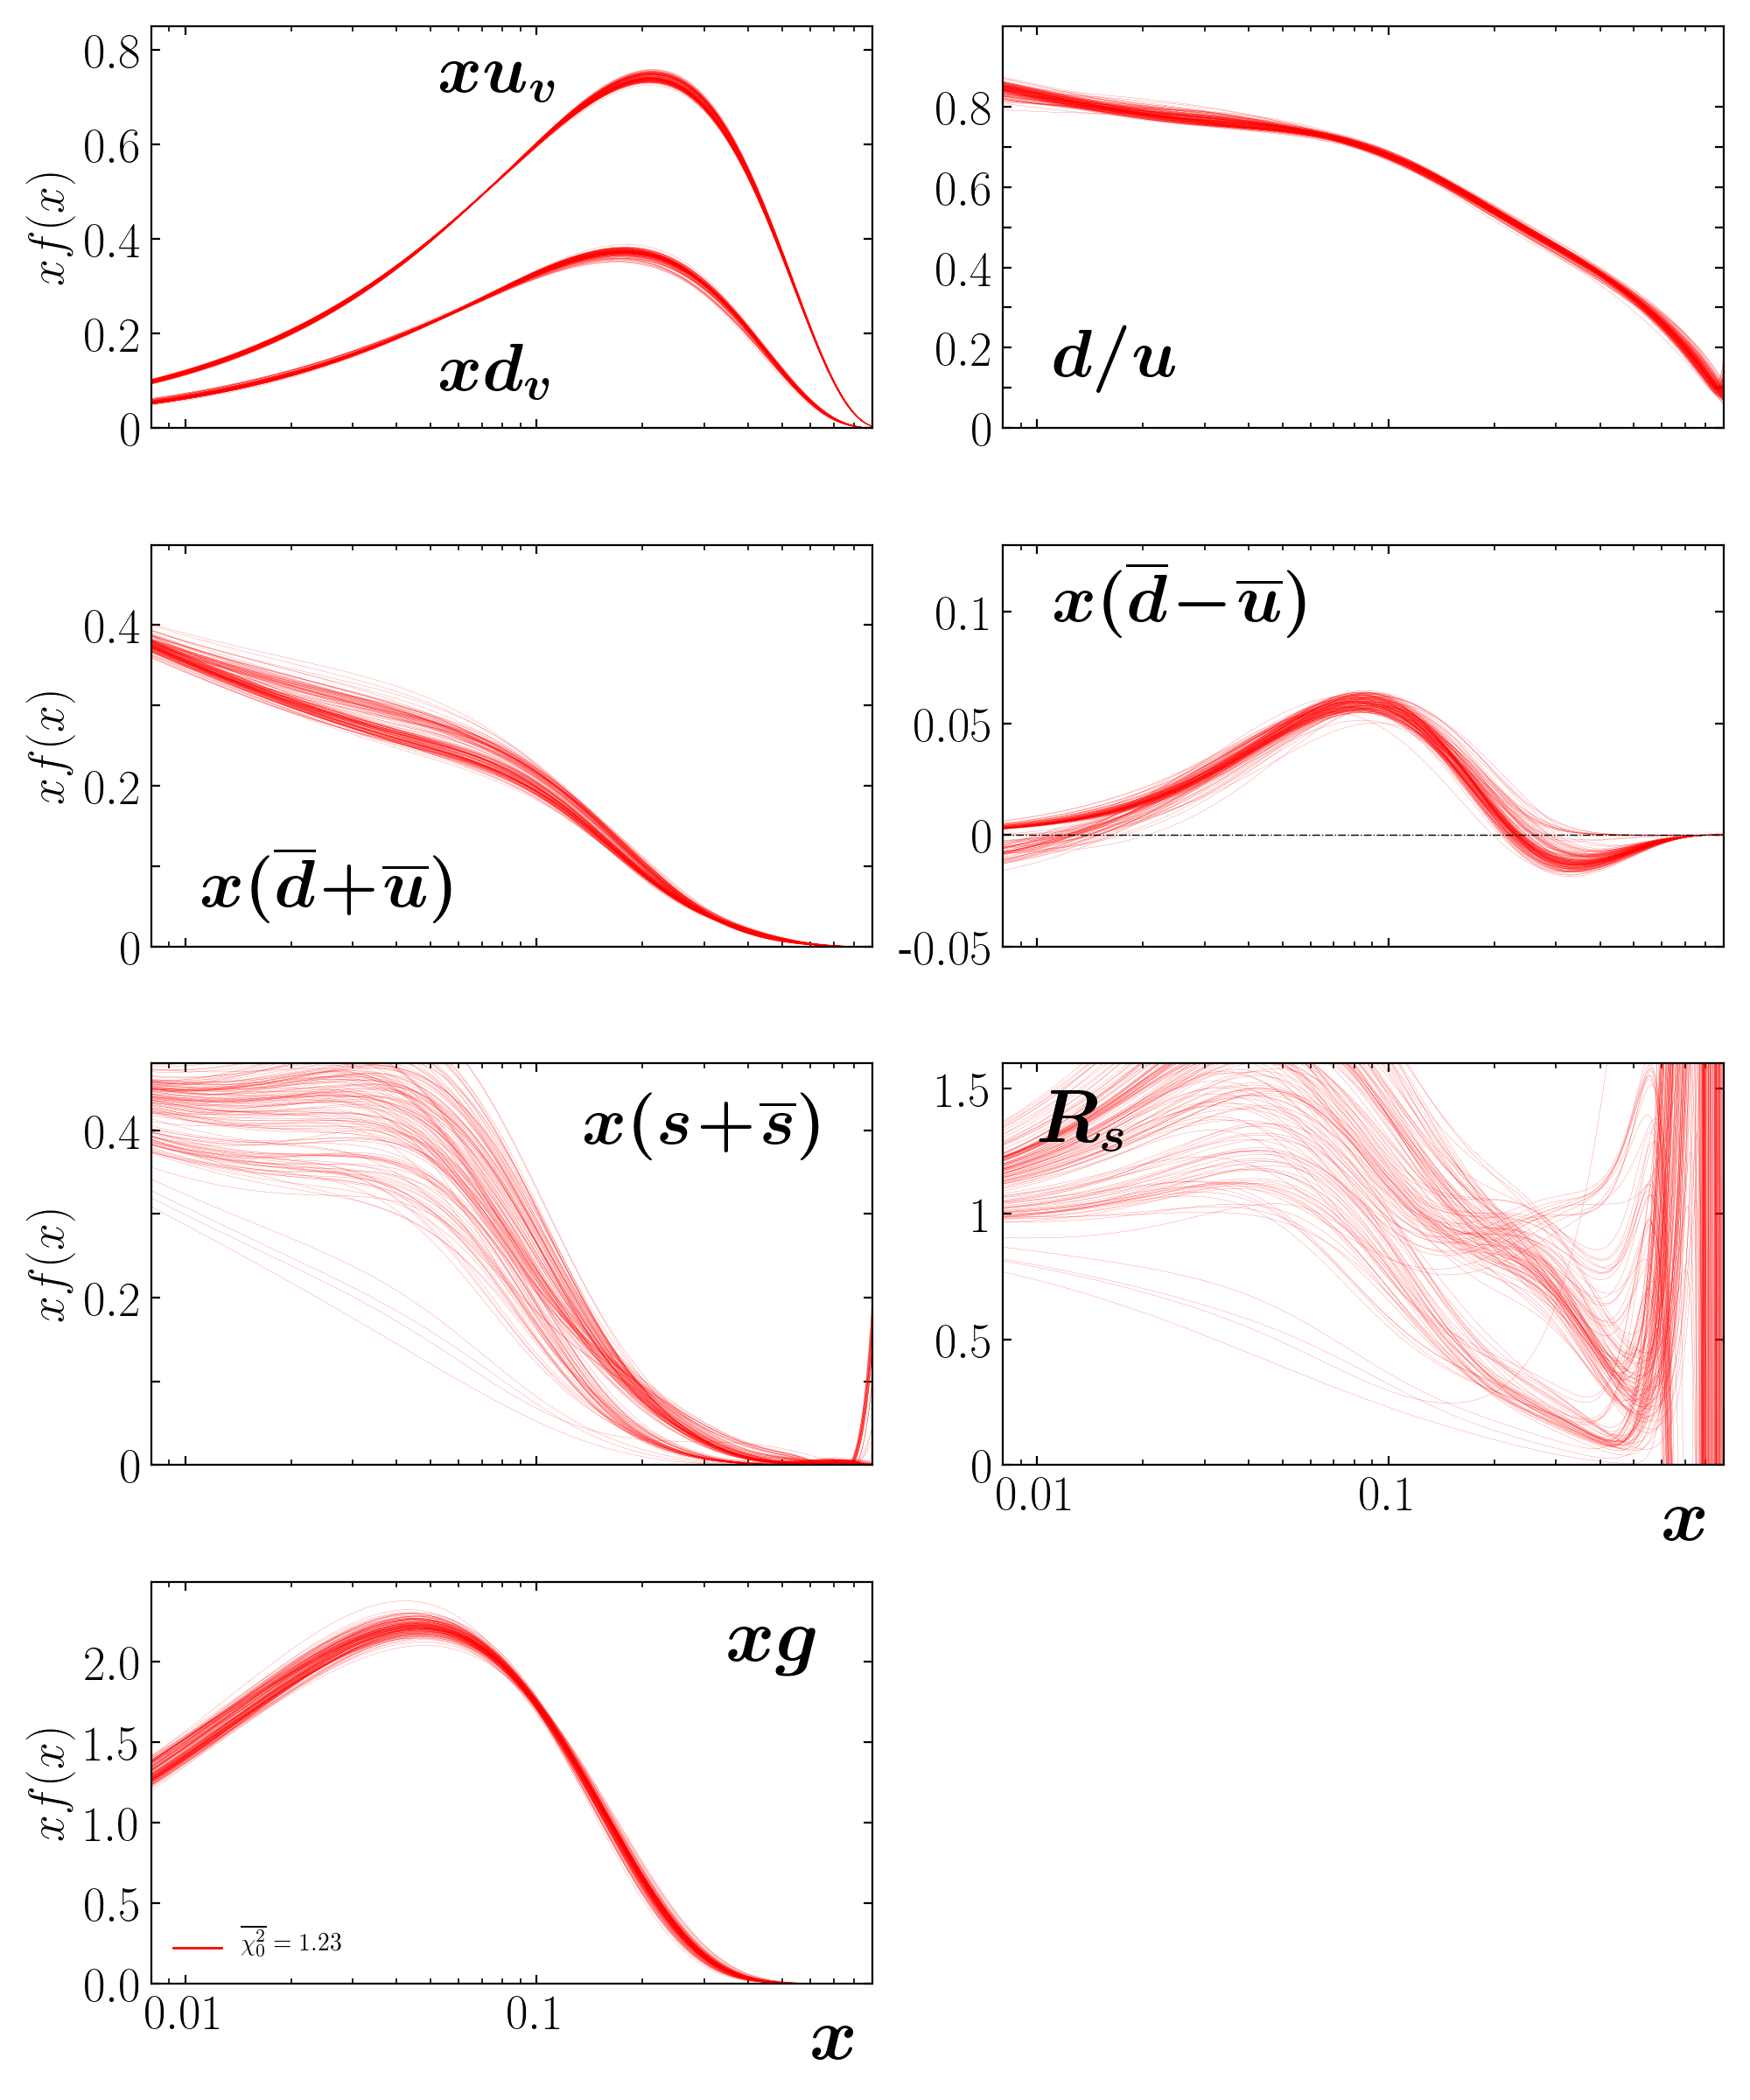 xu_v
xd_v
xf(x)
0.8
0.6
0.4
0.2
0
d/u
0.8
0.6
0.4
0.2
0
x(d̅+u̅)
xf(x)
0.4
0.2
0
x(d̅−u̅)
0.1
0.05
0
-0.05
x(s+s̅)
xf(x)
0.4
0.2
0
R_s
1.5
1
0.5
0
0.01 0.1
x
xg
xf(x)
2.0
1.5
1.0
0.5
0.0
χ̅₀² = 1.23
0.01 0.1
x